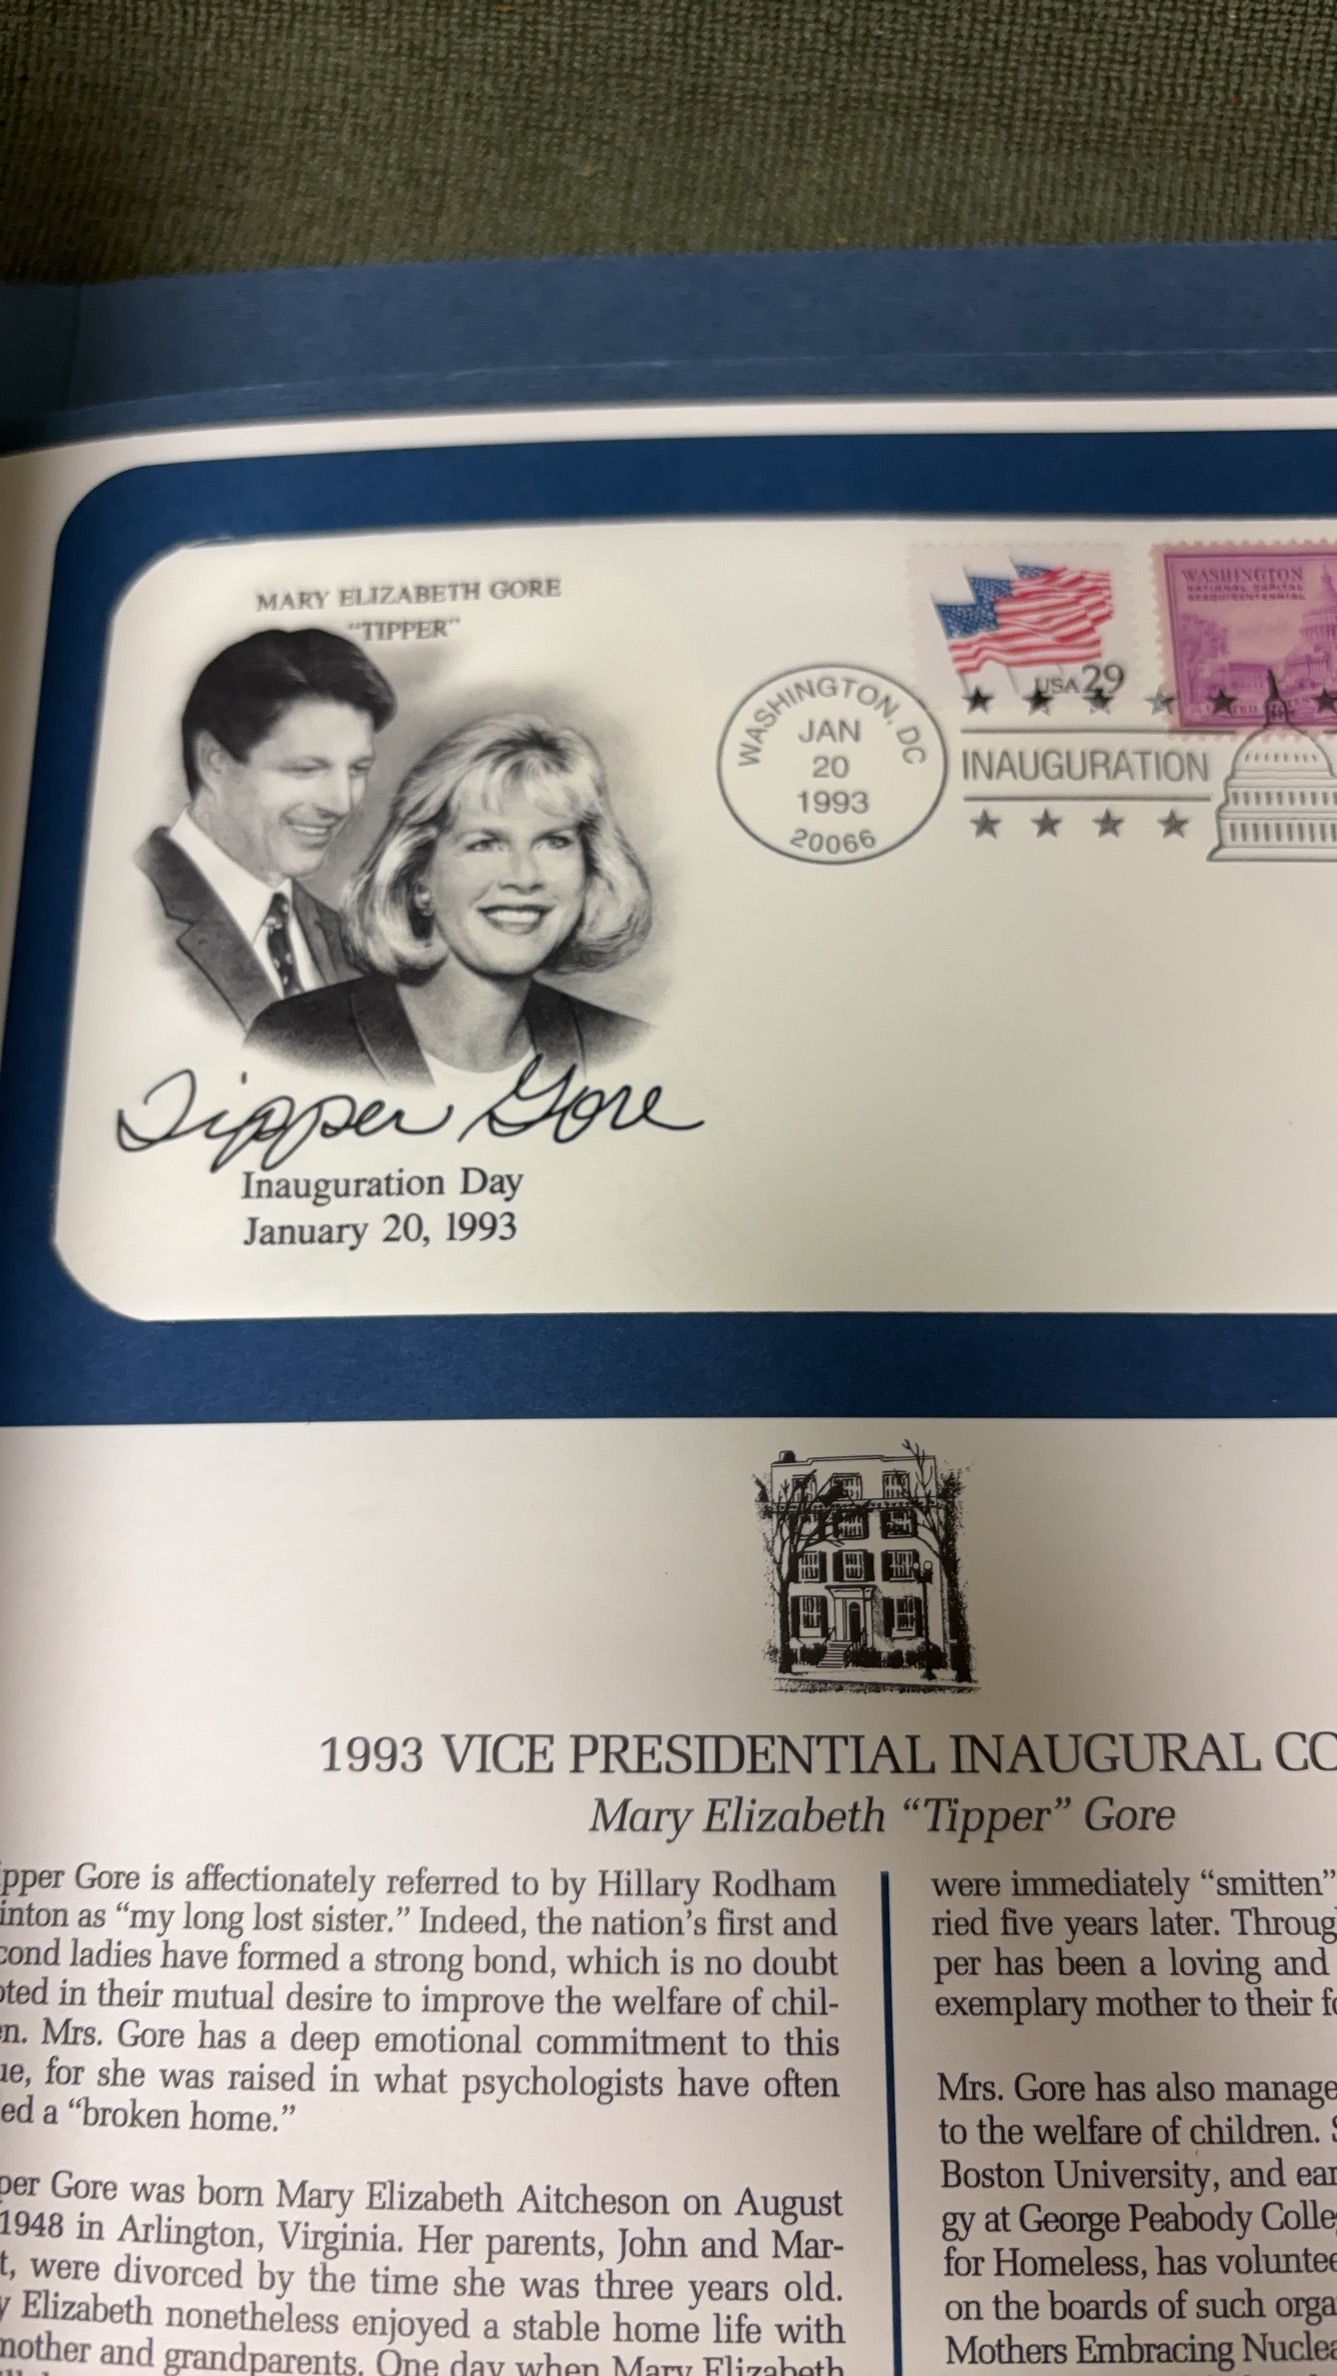 MARY ELIZABETH GORE
"TIPPER"
USA 29
WASHINGTON
NATIONAL CAPITAL
SESQUICENTENNIAL
WASHINGTON, DC
JAN
20
1993
20066
INAUGURATION
Tipper Gore
Inauguration Day
January 20, 1993
1993 VICE PRESIDENTIAL INAUGURAL CO
Mary Elizabeth “Tipper” Gore
ipper Gore is affectionately referred to by Hillary Rodham
inton as “my long lost sister.” Indeed, the nation’s first and
cond ladies have formed a strong bond, which is no doubt
oted in their mutual desire to improve the welfare of chil-
en. Mrs. Gore has a deep emotional commitment to this
ue, for she was raised in what psychologists have often
ed a “broken home.”
per Gore was born Mary Elizabeth Aitcheson on August
1948 in Arlington, Virginia. Her parents, John and Mar-
t, were divorced by the time she was three years old.
y Elizabeth nonetheless enjoyed a stable home life with
mother and grandparents. One day when Mary Elizabeth
were immediately “smitten”
ried five years later. Throug
per has been a loving and
exemplary mother to their fo
Mrs. Gore has also manage
to the welfare of children. S
Boston University, and ear
gy at George Peabody Colle
for Homeless, has voluntee
on the boards of such orga
Mothers Embracing Nuclea